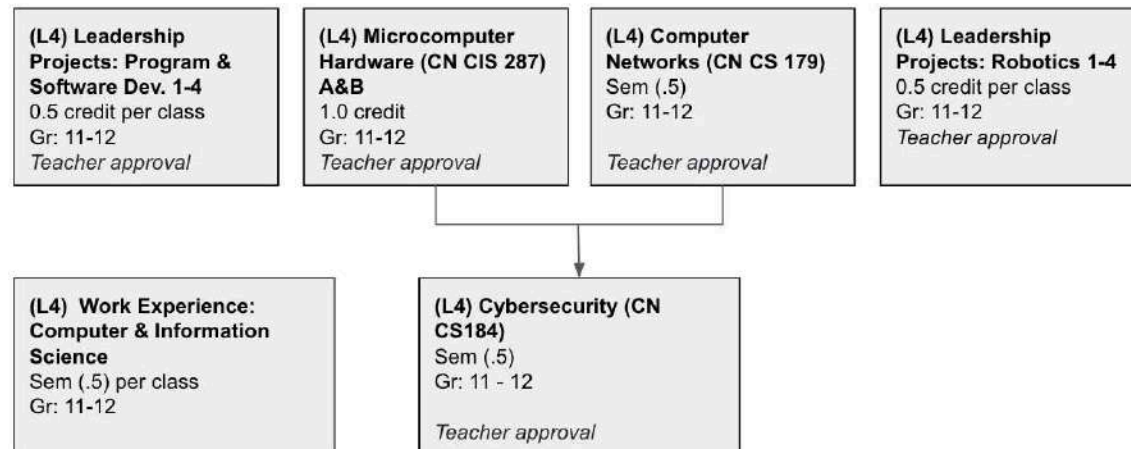 (L4) Leadership
Projects: Program &
Software Dev. 1-4
0.5 credit per class
Gr: 11-12
Teacher approval
(L4) Microcomputer
Hardware (CN CIS 287)
A&B
1.0 credit
Gr: 11-12
Teacher approval
(L4) Computer
Networks (CN CS 179)
Sem (.5)
Gr: 11-12
Teacher approval
(L4) Leadership
Projects: Robotics 1-4
0.5 credit per class
Gr: 11-12
Teacher approval
(L4) Work Experience:
Computer & Information
Science
Sem (.5) per class
Gr: 11-12
(L4) Cybersecurity (CN
CS184)
Sem (.5)
Gr: 11 - 12
Teacher approval